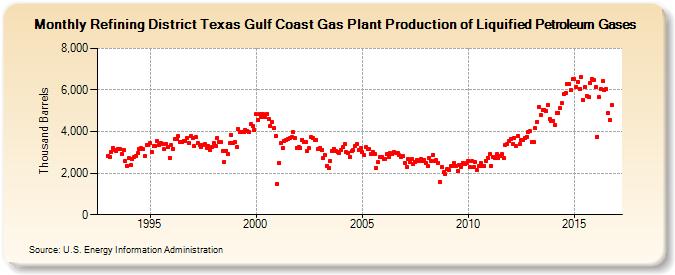 Monthly Refining District Texas Gulf Coast Gas Plant Production of Liquified Petroleum Gases
Thousand Barrels
8,000
6,000
4,000
2,000
0
1995 2000 2005 2010 2015
Source: U.S. Energy Information Administration